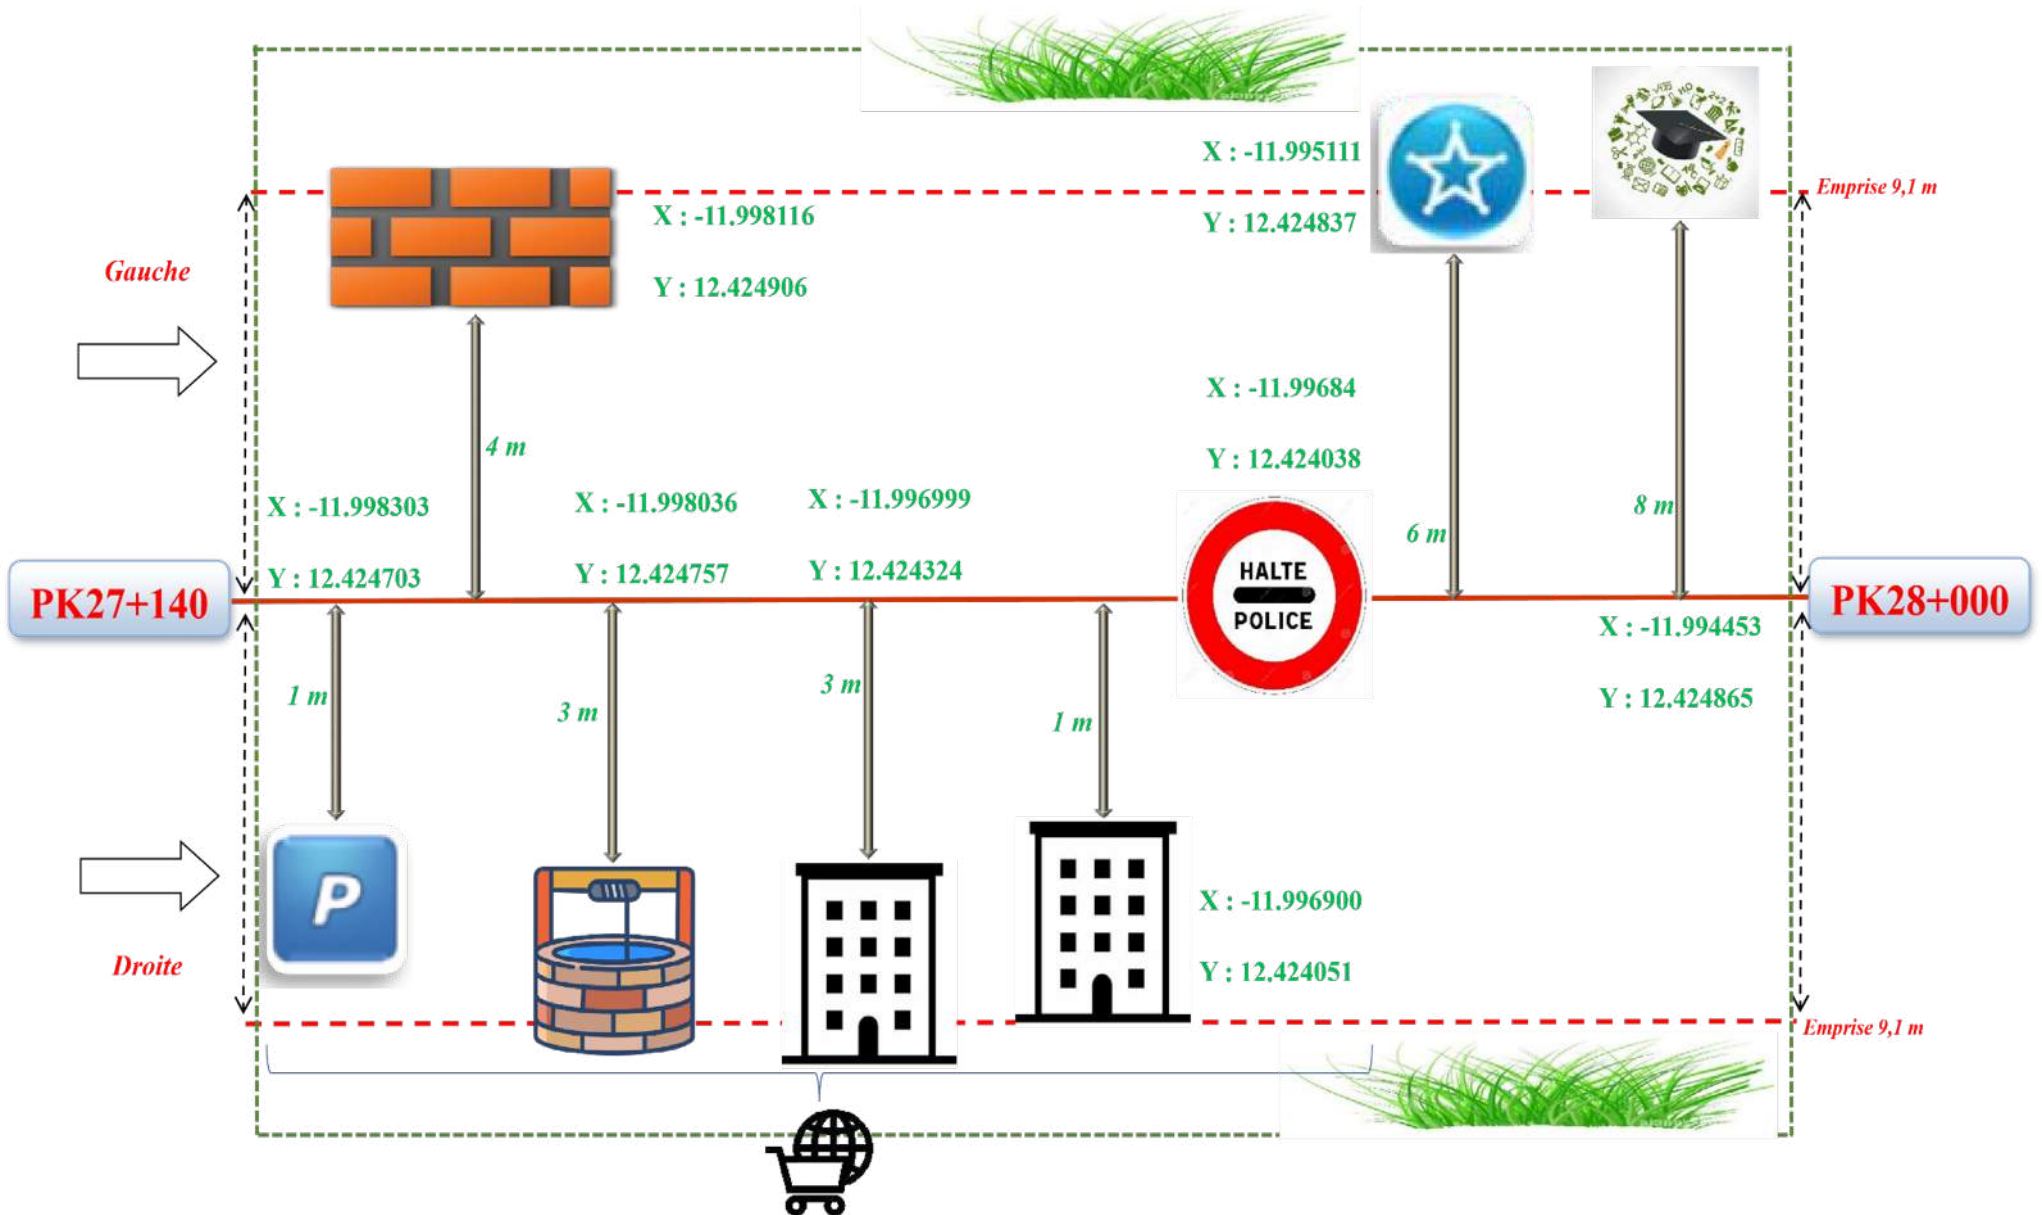 X : -11.995111
Emprise 9,1 m
X : -11.998116
Y : 12.424837
Gauche
Y : 12.424906
X : -11.99684
4 m
Y : 12.424038
X : -11.998303
X : -11.998036
X : -11.996999
8 m
6 m
Y : 12.424703
Y : 12.424757
Y : 12.424324
HALTE
POLICE
PK27+140
PK28+000
X : -11.994453
1 m
3 m
3 m
1 m
Y : 12.424865
P
X : -11.996900
Droite
Y : 12.424051
Emprise 9,1 m